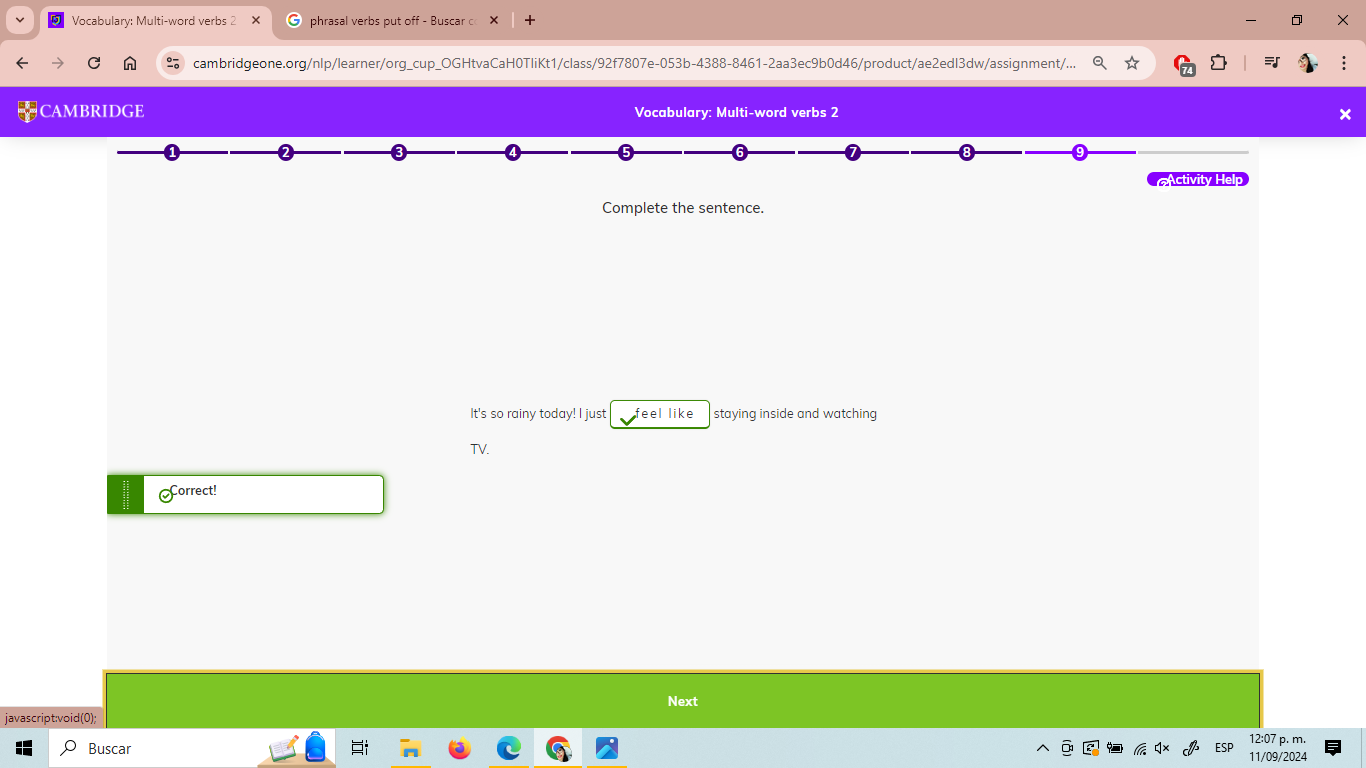 Vocabulary: Multi-word verbs 2
phrasal verbs put off - Buscar c
cambridgeone.org/nlp/learner/org_cup_OGHtvaCaH0TliKt1/class/92f7807e-053b-4388-8461-2aa3ec9b0d46/product/ae2edl3dw/assignment/...
74
CAMBRIDGE
Vocabulary: Multi-word verbs 2
1 2 3 4 5 6 7 8 9
Activity Help
Complete the sentence.
It's so rainy today! I just feel like staying inside and watching
TV.
Correct!
Next
javascript:void(0);
Buscar
ESP
12:07 p. m.
11/09/2024